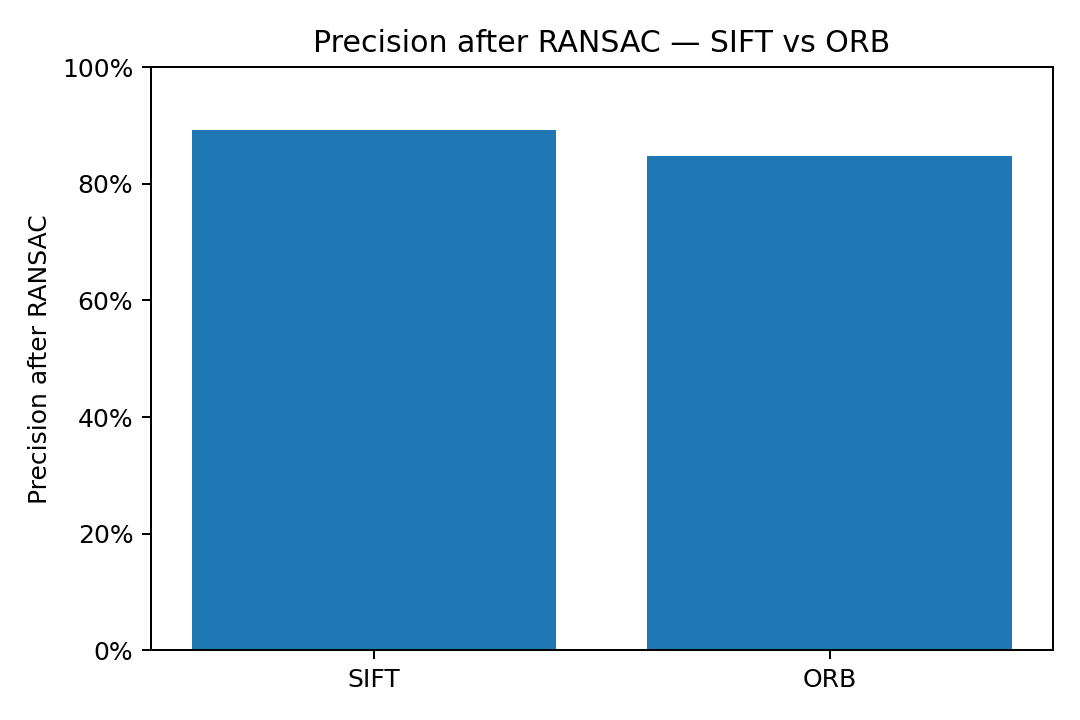 Precision after RANSAC — SIFT vs ORB
100%
80%
60%
40%
20%
0%
Precision after RANSAC
SIFT
ORB